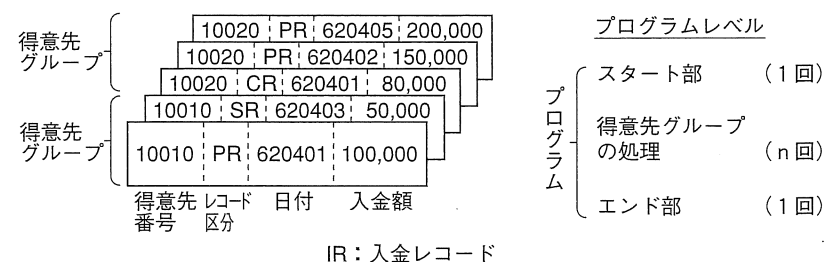 得意先
グループ
10020 PR 620405 200,000
10020 PR 620402 150,000
10020 CR 620401 80,000
得意先
グループ
10010 SR 620403 50,000
10010 PR 620401 100,000
得意先
番号
レコード
区分
日付
入金額
IR：入金レコード
プログラムレベル
プログラム
スタート部 (1回)
得意先グループ
の処理 (n回)
エンド部 (1回)